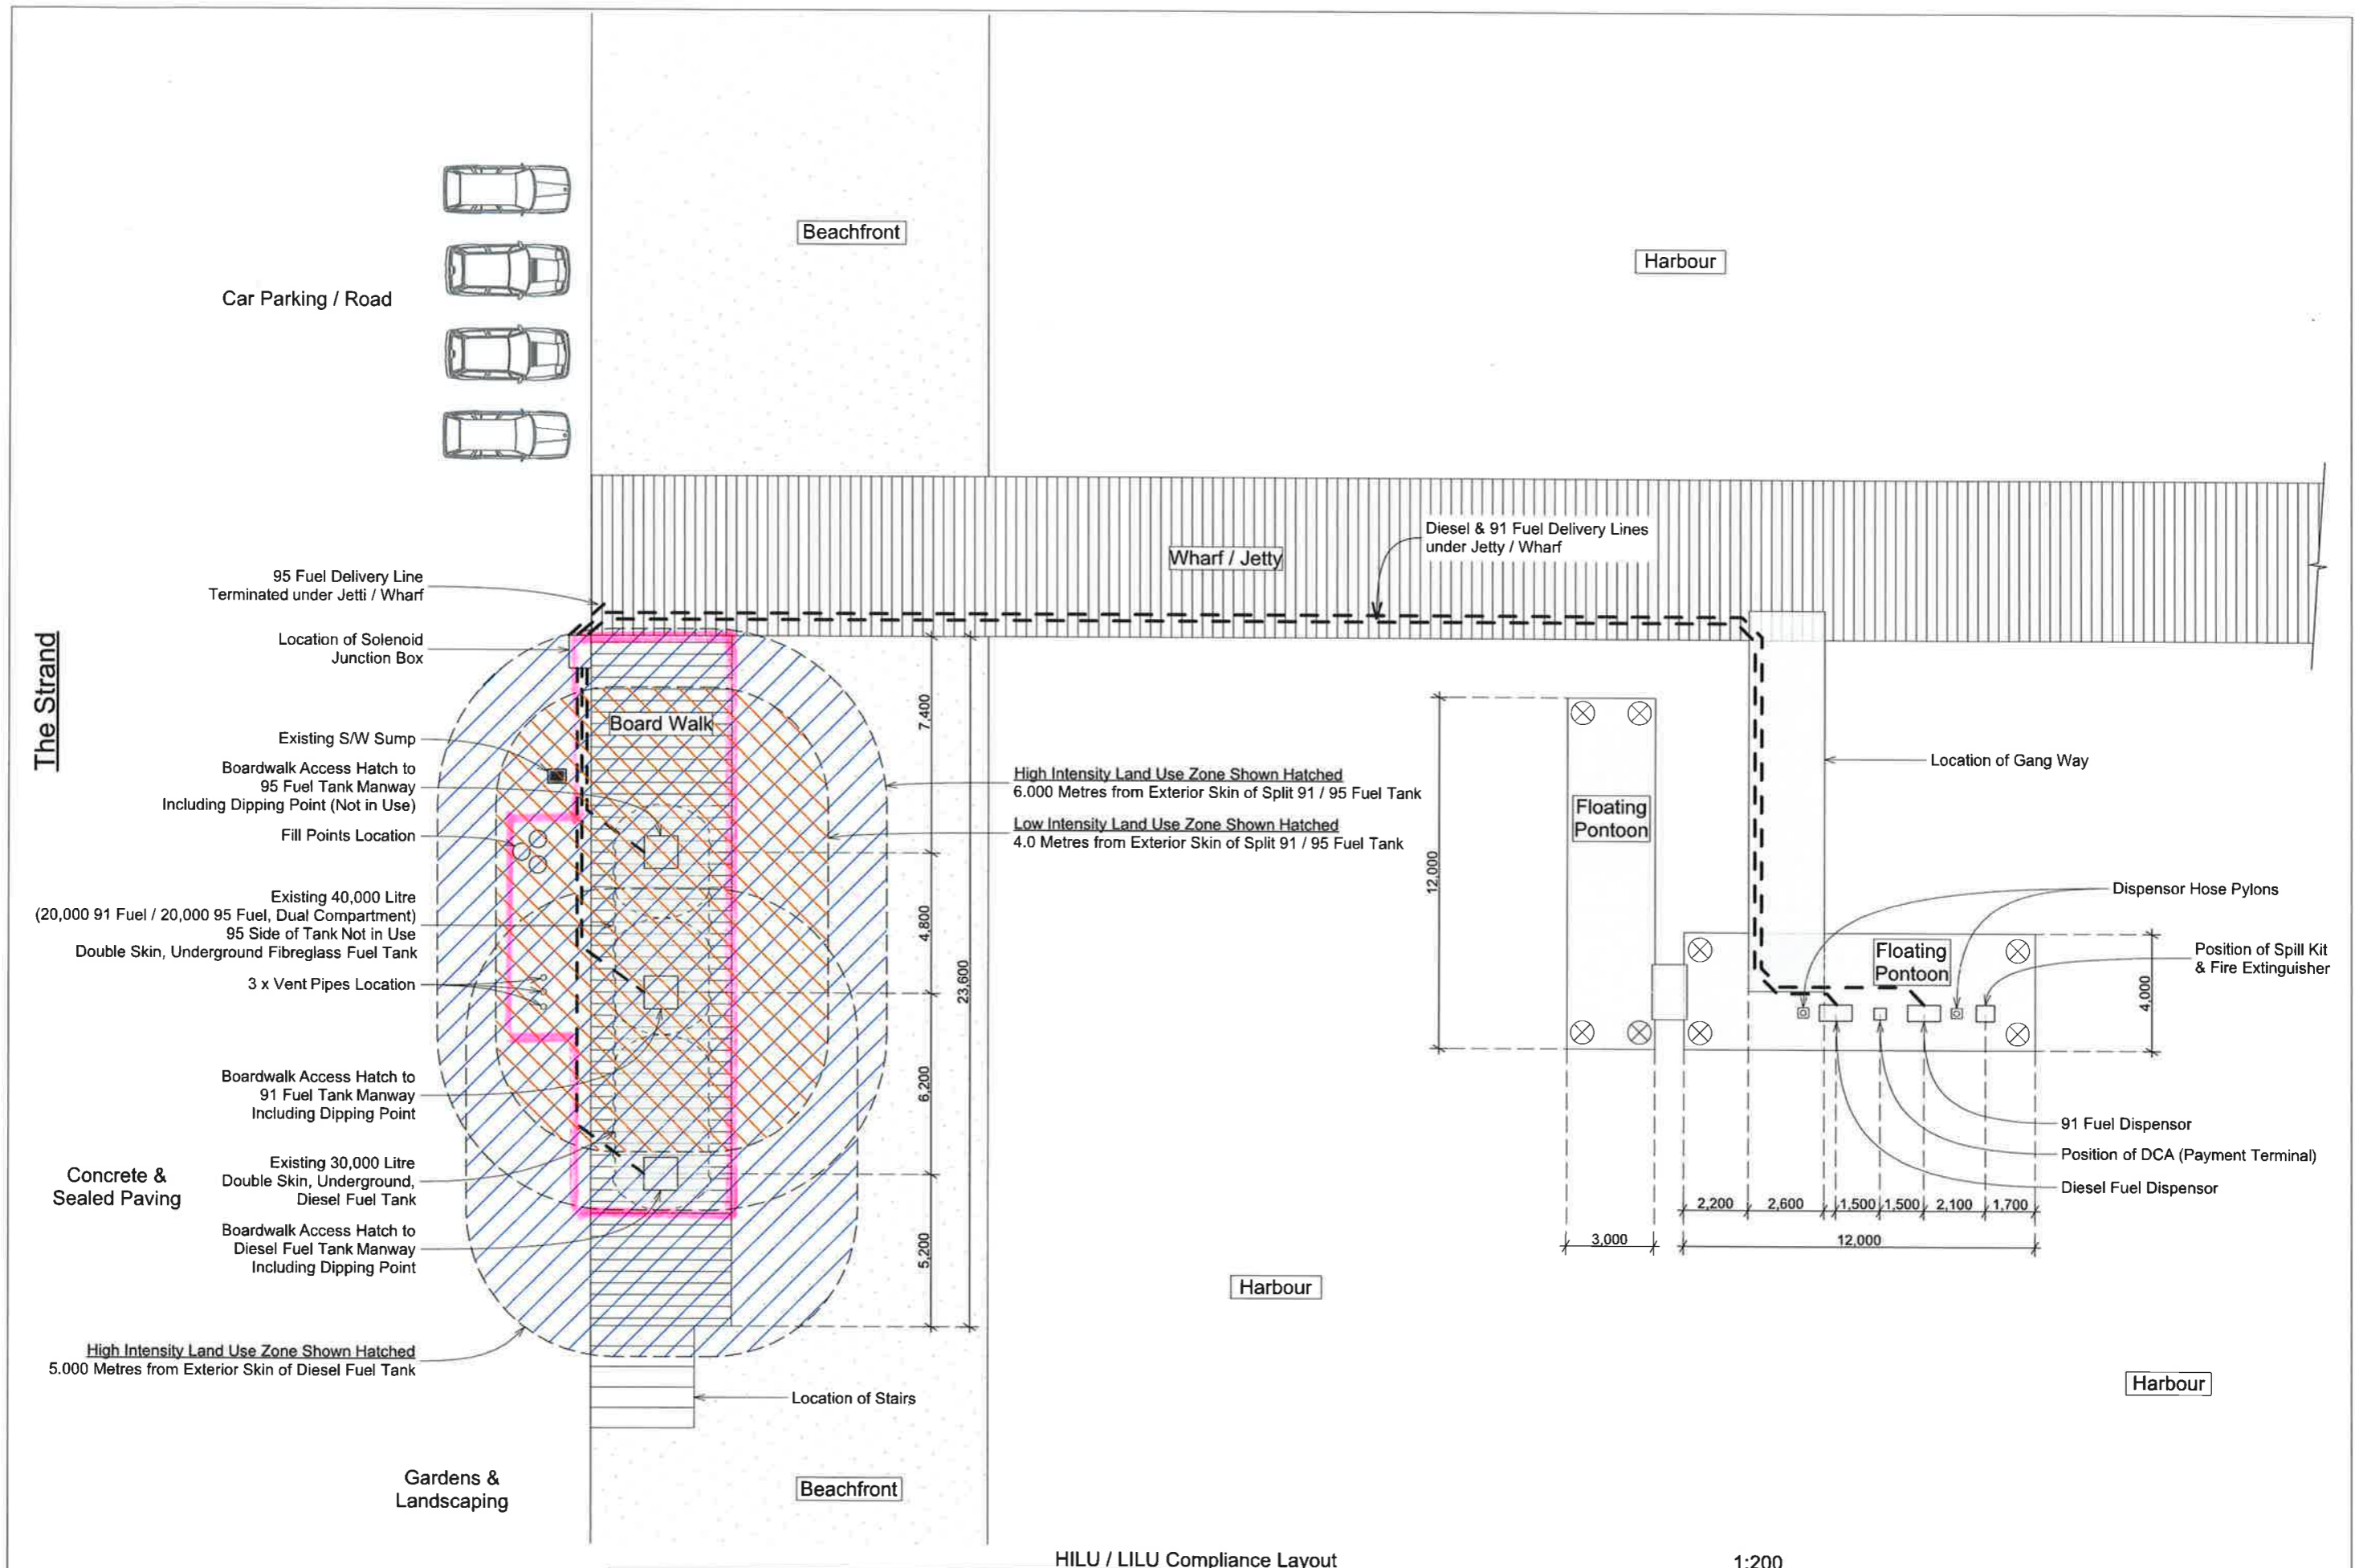 Beachfront
Harbour
Car Parking / Road
Diesel & 91 Fuel Delivery Lines
under Jetty / Wharf
Wharf / Jetty
95 Fuel Delivery Line
Terminated under Jetti / Wharf
Location of Solenoid
Junction Box
The Strand
Board Walk
Existing S/W Sump
Boardwalk Access Hatch to
95 Fuel Tank Manway
Including Dipping Point (Not in Use)
Fill Points Location
Existing 40,000 Litre
(20,000 91 Fuel / 20,000 95 Fuel, Dual Compartment)
95 Side of Tank Not in Use
Double Skin, Underground Fibreglass Fuel Tank
3 x Vent Pipes Location
Boardwalk Access Hatch to
91 Fuel Tank Manway
Including Dipping Point
Existing 30,000 Litre
Double Skin, Underground,
Diesel Fuel Tank
Boardwalk Access Hatch to
Diesel Fuel Tank Manway
Including Dipping Point
High Intensity Land Use Zone Shown Hatched
5.000 Metres from Exterior Skin of Diesel Fuel Tank
Concrete &
Sealed Paving
Gardens &
Landscaping
7,400
4,800
6,200
5,200
23,600
High Intensity Land Use Zone Shown Hatched
6.000 Metres from Exterior Skin of Split 91 / 95 Fuel Tank
Low Intensity Land Use Zone Shown Hatched
4.0 Metres from Exterior Skin of Split 91 / 95 Fuel Tank
Location of Stairs
Beachfront
12,000
Floating
Pontoon
3,000
Location of Gang Way
Dispensor Hose Pylons
Floating
Pontoon
Position of Spill Kit
& Fire Extinguisher
4,000
91 Fuel Dispensor
Position of DCA (Payment Terminal)
Diesel Fuel Dispensor
2,200
2,600
1,500
1,500
2,100
1,700
12,000
Harbour
Harbour
HILU / LILU Compliance Layout
1:200